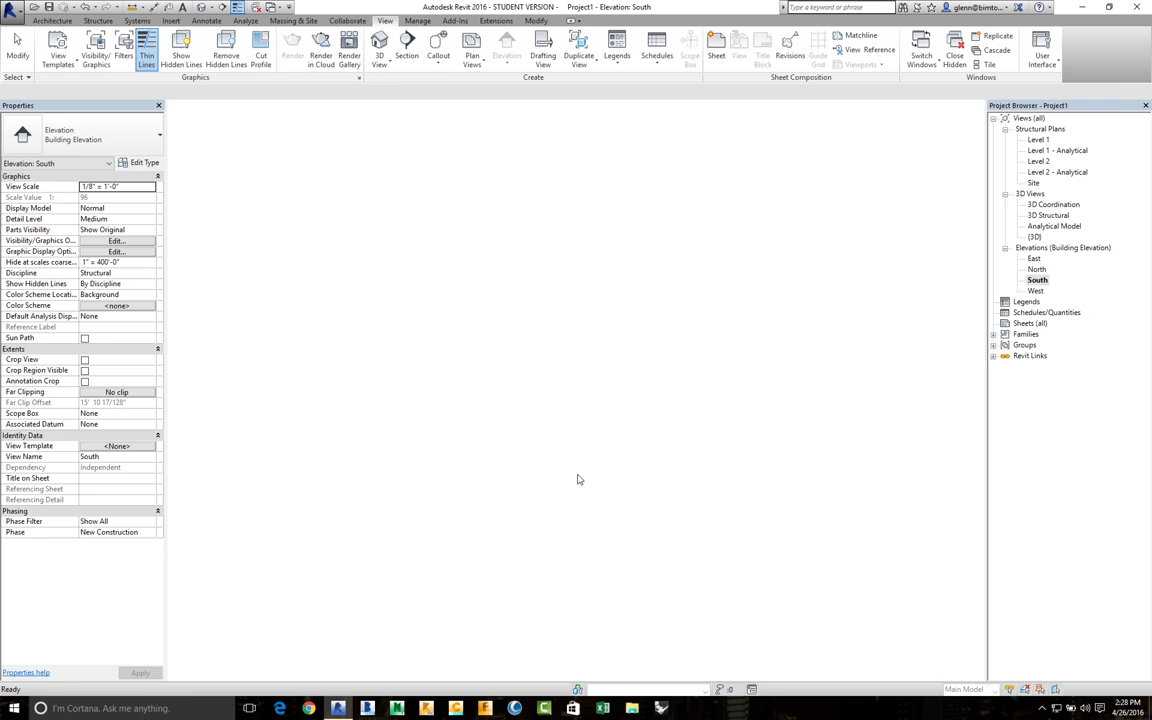 Autodesk Revit 2016 - STUDENT VERSION - Project1 - Elevation: South
Type a keyword or phrase
glenn@bimto...
Architecture Structure Systems Insert Annotate Analyze Massing & Site Collaborate View Manage Add-Ins Extensions Modify
Modify
View Templates
Visibility/ Graphics
Filters
Thin Lines
Show Hidden Lines
Remove Hidden Lines
Cut Profile
Render
Render in Cloud
Render Gallery
3D View
Section
Callout
Plan Views
Elevation
Drafting View
Duplicate View
Legends
Schedules
Scope Box
Sheet
View
Title Block
Revisions
Guide Grid
Matchline
View Reference
Viewports
Switch Windows
Close Hidden
Replicate
Cascade
Tile
User Interface
Select
Graphics
Create
Sheet Composition
Windows
Properties
Elevation
Building Elevation
Elevation: South
Edit Type
Graphics
View Scale 1/8" = 1'-0"
Scale Value 1: 96
Display Model Normal
Detail Level Medium
Parts Visibility Show Original
Visibility/Graphics O... Edit...
Graphic Display Opti... Edit...
Hide at scales coarse... 1" = 400'-0"
Discipline Structural
Show Hidden Lines By Discipline
Color Scheme Locati... Background
Color Scheme <none>
Default Analysis Disp... None
Reference Label
Sun Path
Extents
Crop View
Crop Region Visible
Annotation Crop
Far Clipping No clip
Far Clip Offset 15' 10 17/128"
Scope Box None
Associated Datum None
Identity Data
View Template <None>
View Name South
Dependency Independent
Title on Sheet
Referencing Sheet
Referencing Detail
Phasing
Phase Filter Show All
Phase New Construction
Properties help
Apply
Project Browser - Project1
Views (all)
Structural Plans
Level 1
Level 1 - Analytical
Level 2
Level 2 - Analytical
Site
3D Views
3D Coordination
3D Structural
Analytical Model
{3D}
Elevations (Building Elevation)
East
North
South
West
Legends
Schedules/Quantities
Sheets (all)
Families
Groups
Revit Links
Ready
:0
Main Model
I'm Cortana. Ask me anything.
2:28 PM
4/26/2016